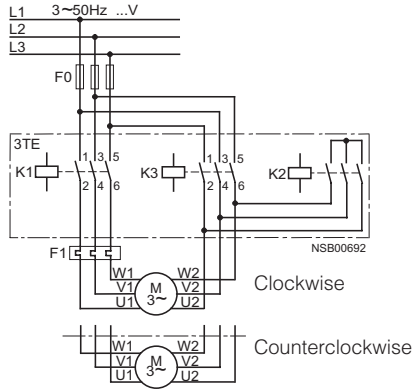 L1 3~50Hz ...V
L2
L3
F0
3TE
K1 1 3 5
2 4 6
K3 1 3 5
2 4 6
K2
NSB00692
F1
W1 M W2
V1 3~ V2
U1 U2
Clockwise
W1 M W2
V1 3~ V2
U1 U2
Counterclockwise